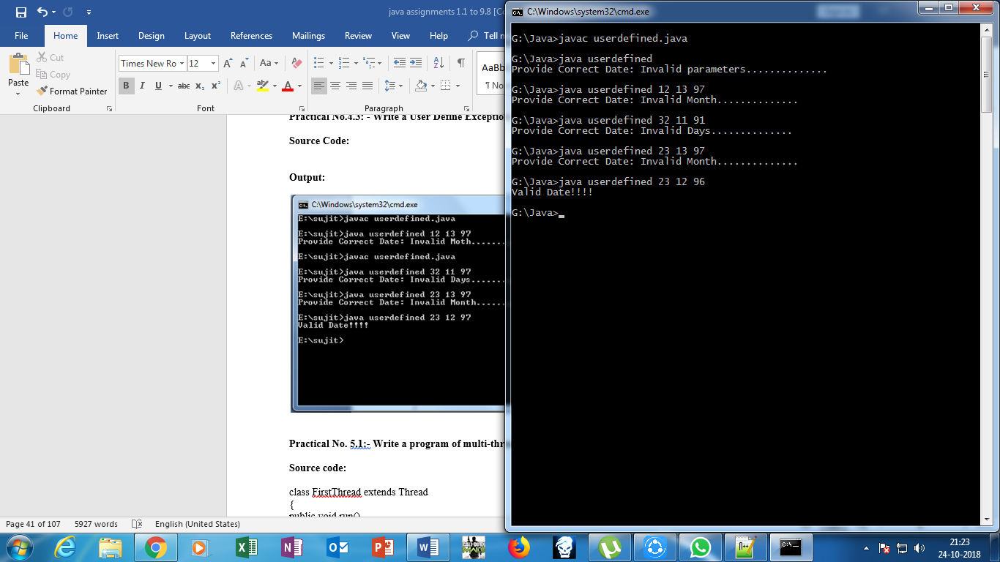 java assignments 1.1 to 9.8 [Co
File Home Insert Design Layout References Mailings Review View Help Tell n
Paste
Cut
Copy
Format Painter
Clipboard
Times New Ro 12
Font
Paragraph
AaBb
¶ No
Practical No.4.3: - Write a User Define Exception
Source Code:
Output:
C:\Windows\system32\cmd.exe
E:\sujit>javac userdefined.java
E:\sujit>java userdefined 12 13 97
Provide Correct Date: Invalid Moth.......
E:\sujit>javac userdefined.java
E:\sujit>java userdefined 32 11 97
Provide Correct Date: Invalid Days.......
E:\sujit>java userdefined 23 13 97
Provide Correct Date: Invalid Month......
E:\sujit>java userdefined 23 12 97
Valid Date!!!!
E:\sujit>
Practical No. 5.1:- Write a program of multi-thr
Source code:
class FirstThread extends Thread
{
public void run()
Page 41 of 107 5927 words English (United States)
C:\Windows\system32\cmd.exe
G:\Java>javac userdefined.java
G:\Java>java userdefined
Provide Correct Date: Invalid parameters..............
G:\Java>java userdefined 12 13 97
Provide Correct Date: Invalid Month..............
G:\Java>java userdefined 32 11 91
Provide Correct Date: Invalid Days..............
G:\Java>java userdefined 23 13 97
Provide Correct Date: Invalid Month..............
G:\Java>java userdefined 23 12 96
Valid Date!!!!
G:\Java>
21:23
24-10-2018